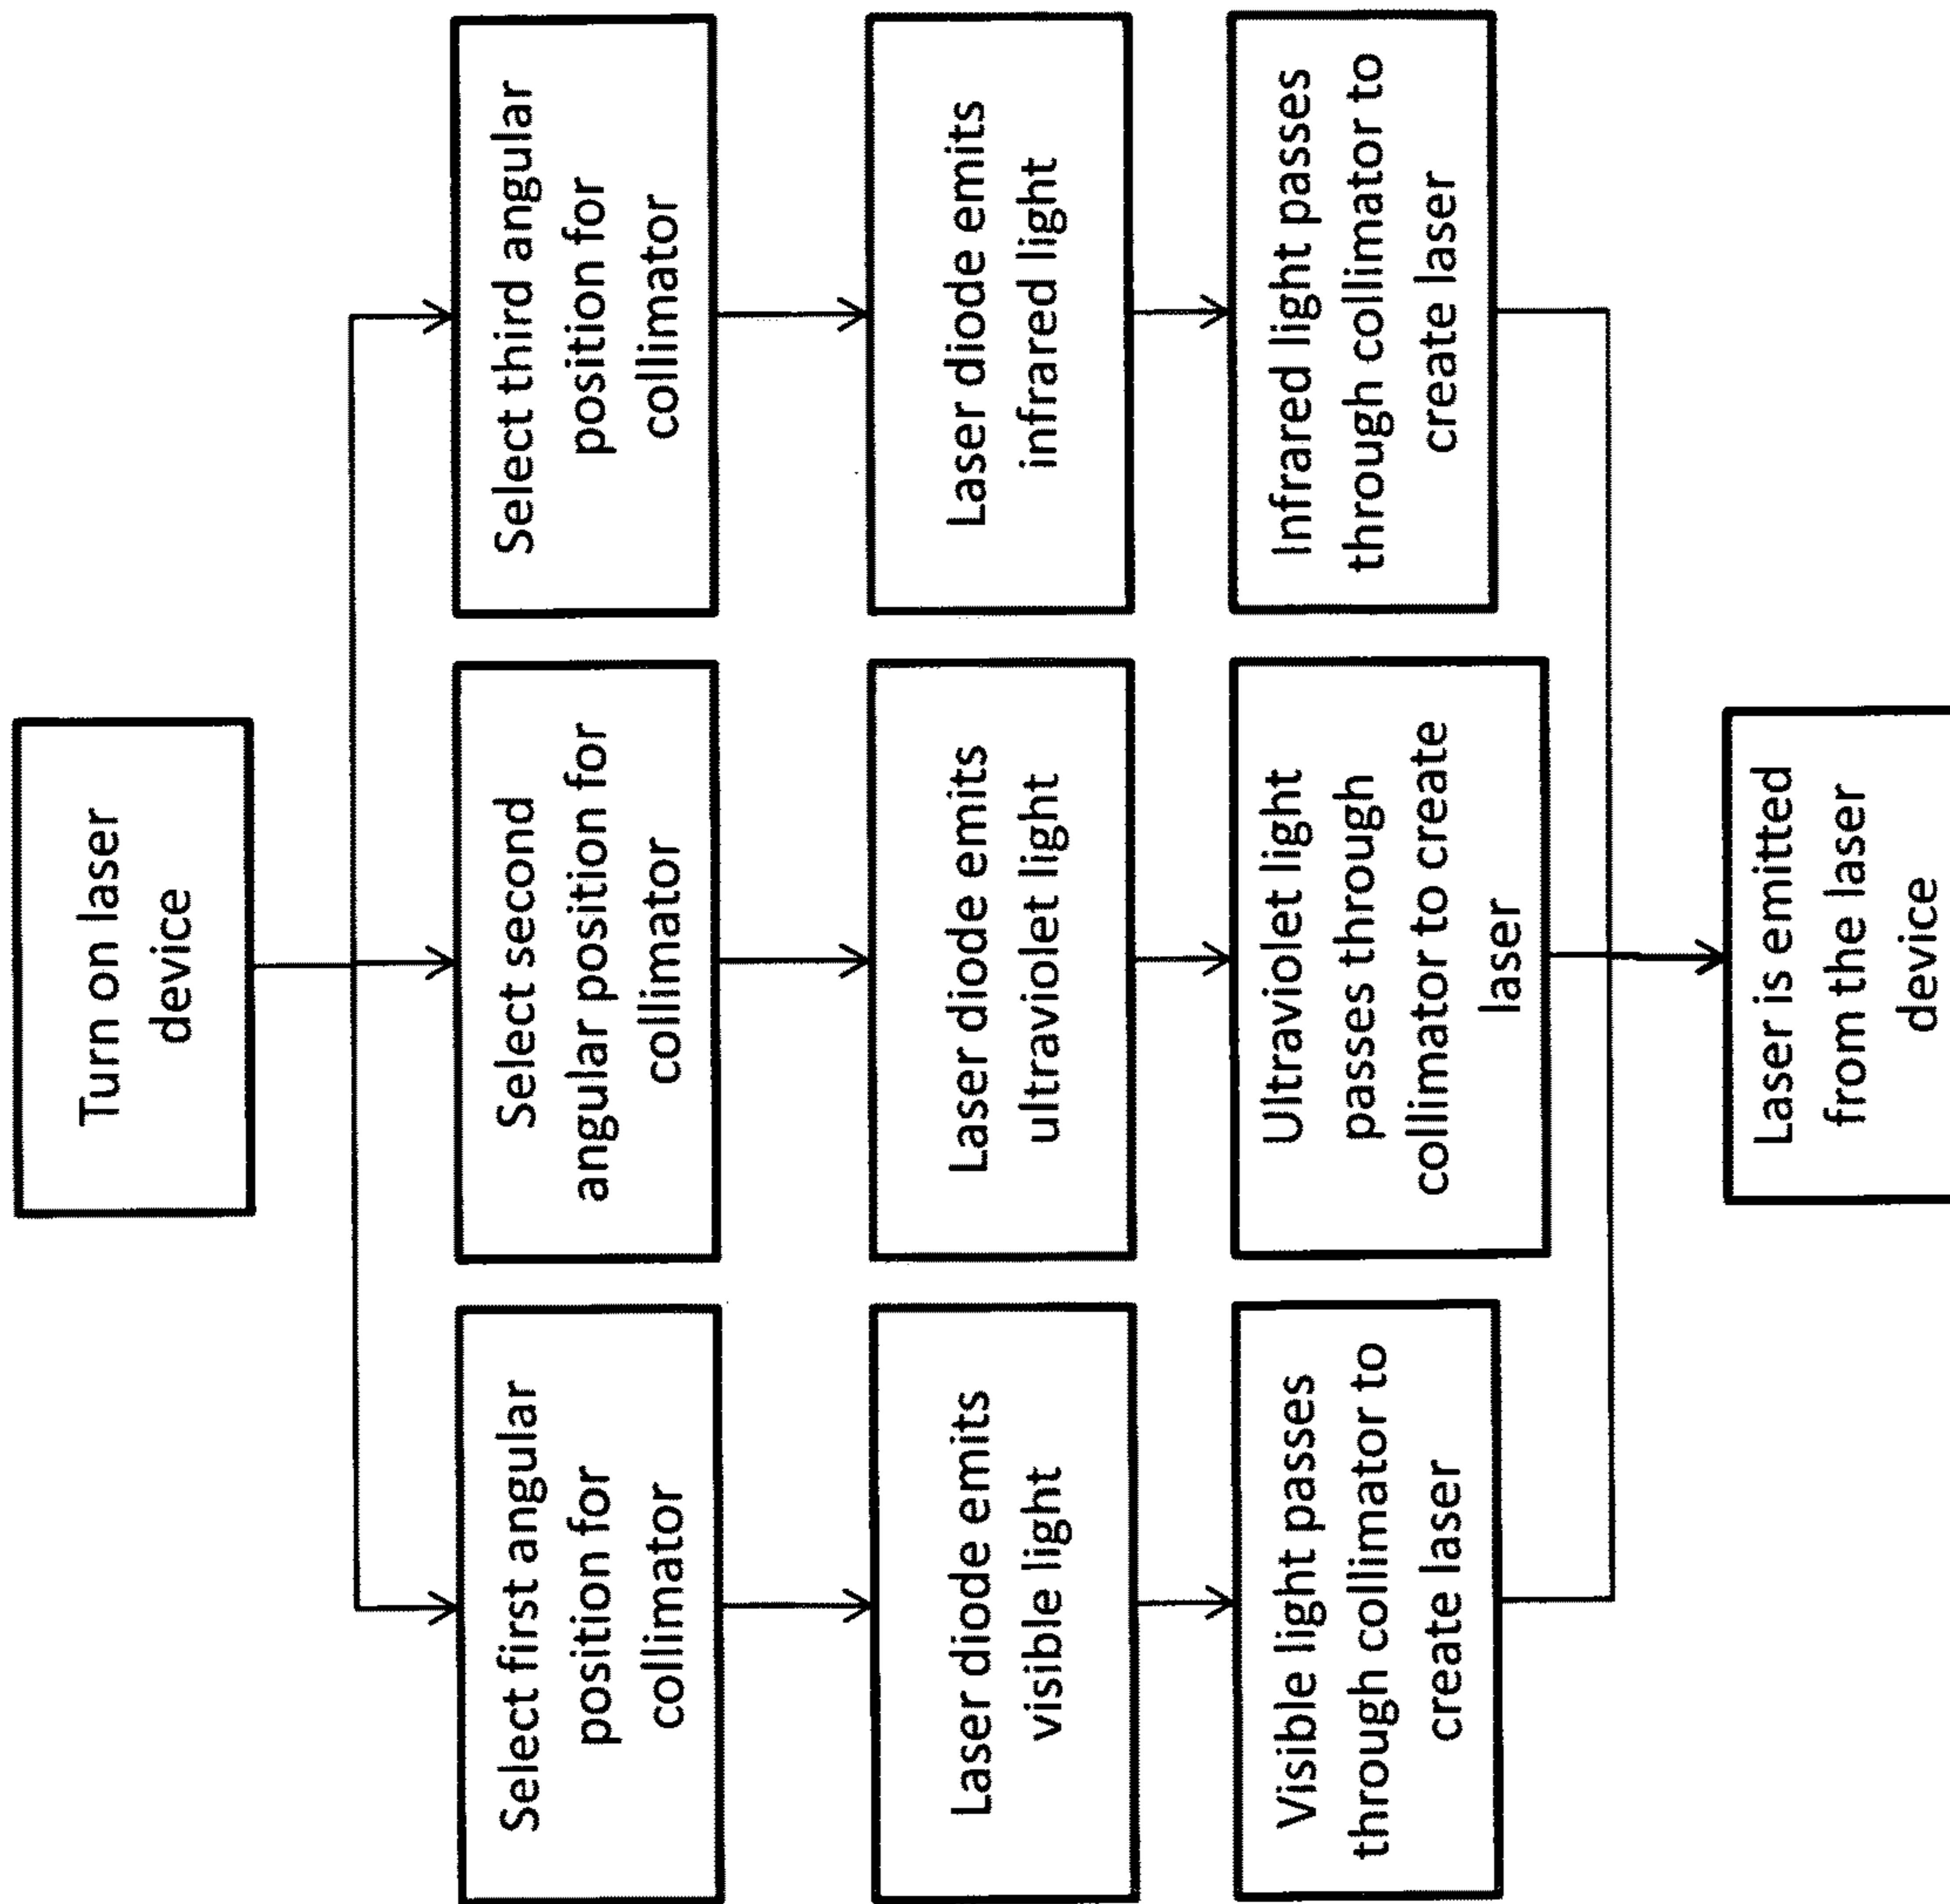 Turn on laser
device
Select first angular
position for
collimator
Select second
angular position for
collimator
Select third angular
position for
collimator
Laser diode emits
visible light
Laser diode emits
ultraviolet light
Laser diode emits
infrared light
Visible light passes
through collimator to
create laser
Ultraviolet light
passes through
collimator to create
laser
Infrared light passes
through collimator to
create laser
Laser is emitted
from the laser
device